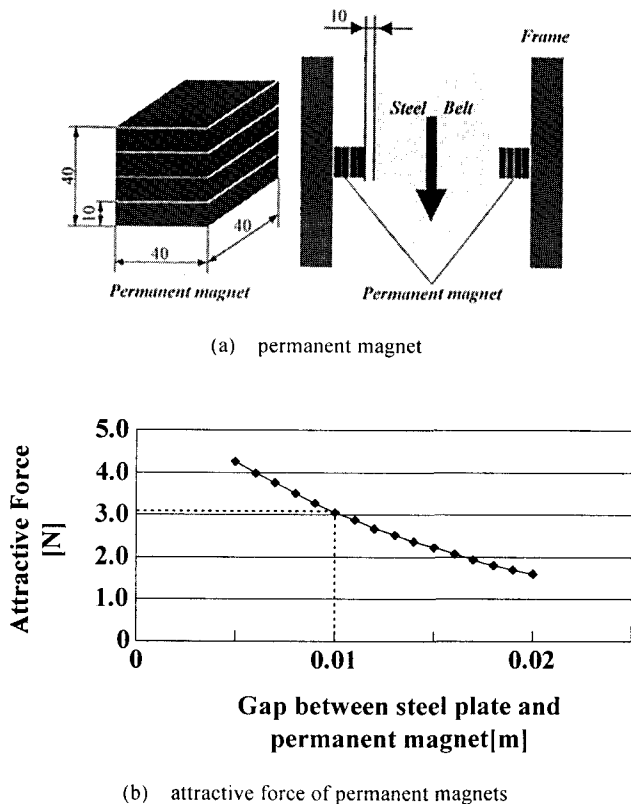 10
Frame
Steel Belt
40
10
40
40
Permanent magnet
Permanent magnet
(a) permanent magnet
5.0
4.0
3.0
2.0
1.0
0
0
0.01
0.02
Attractive Force
[N]
Gap between steel plate and
permanent magnet[m]
(b) attractive force of permanent magnets